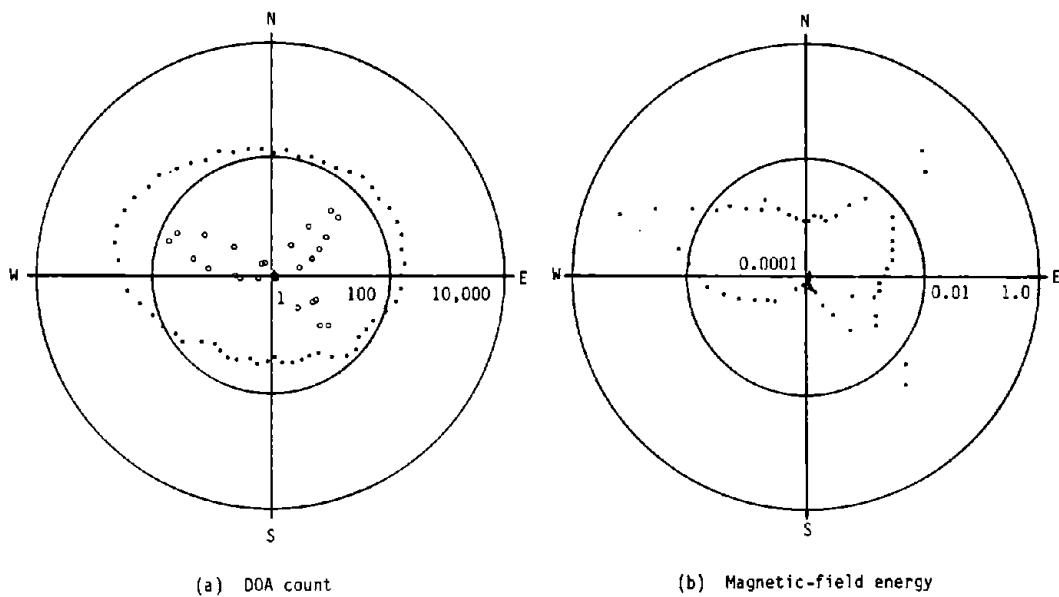 N
N
W
E
W
E
0.0001
1
100
10,000
0.01
1.0
S
S
(a) DOA count
(b) Magnetic-field energy